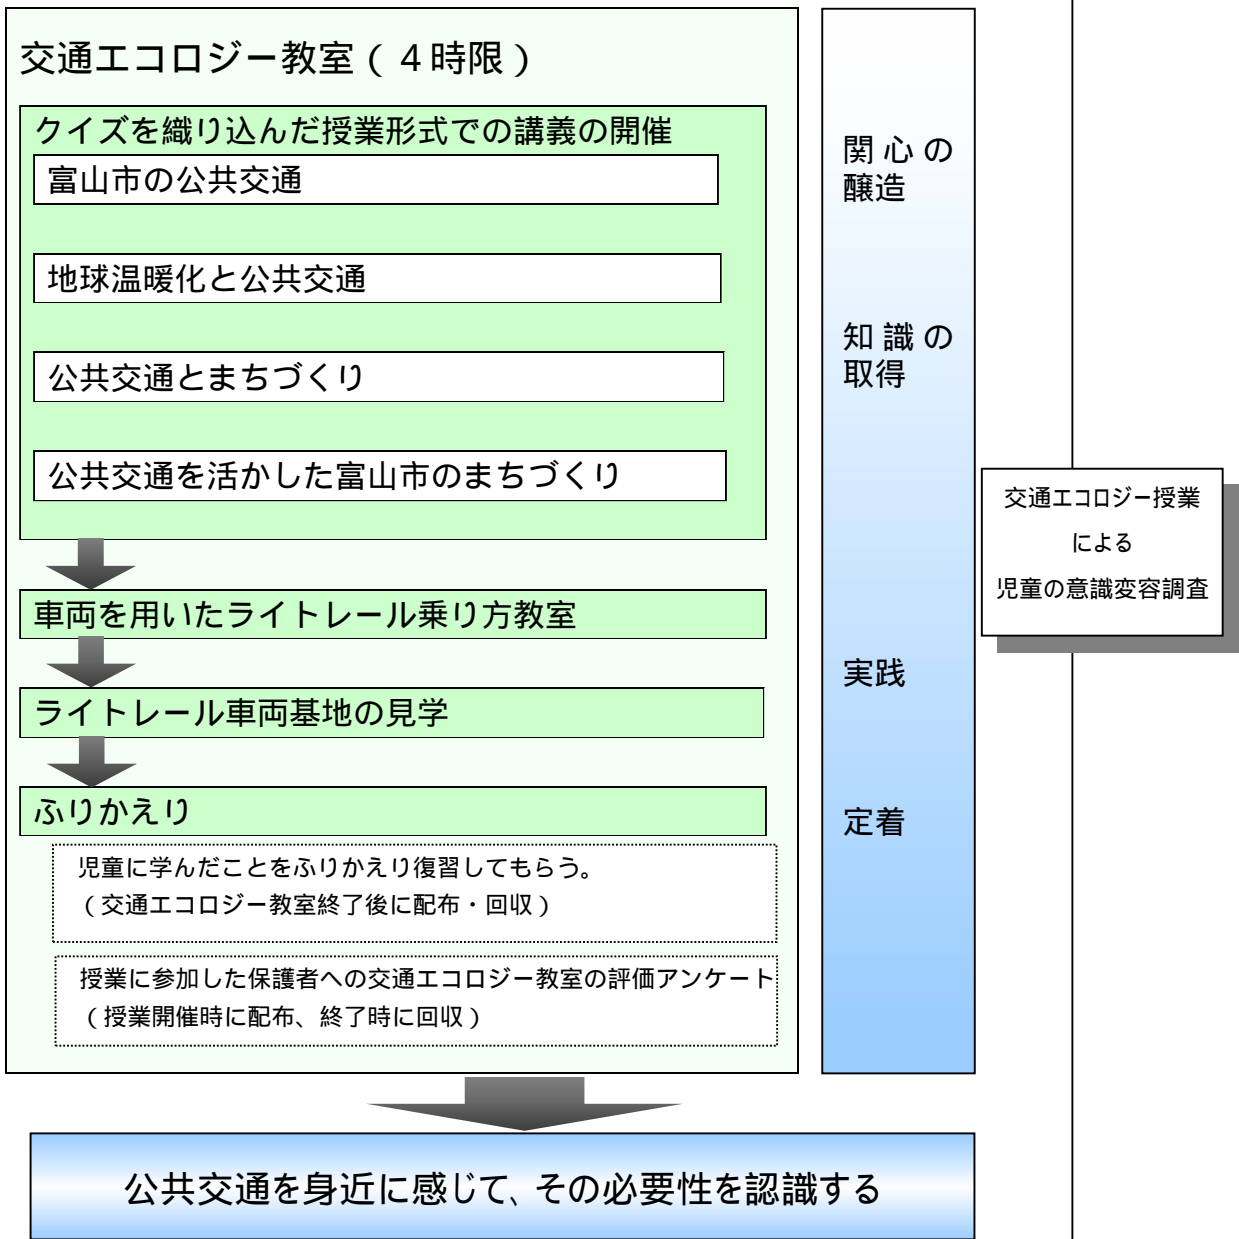 交通エコロジー教室（４時限）
クイズを織り込んだ授業形式での講義の開催
富山市の公共交通
地球温暖化と公共交通
公共交通とまちづくり
公共交通を活かした富山市のまちづくり
車両を用いたライトレール乗り方教室
ライトレール車両基地の見学
ふりかえり
児童に学んだことをふりかえり復習してもらう。
（交通エコロジー教室終了後に配布・回収）
授業に参加した保護者への交通エコロジー教室の評価アンケート
（授業開催時に配布、終了時に回収）
関心の
醸造
知識の
取得
実践
定着
交通エコロジー授業
による
児童の意識変容調査
公共交通を身近に感じて、その必要性を認識する